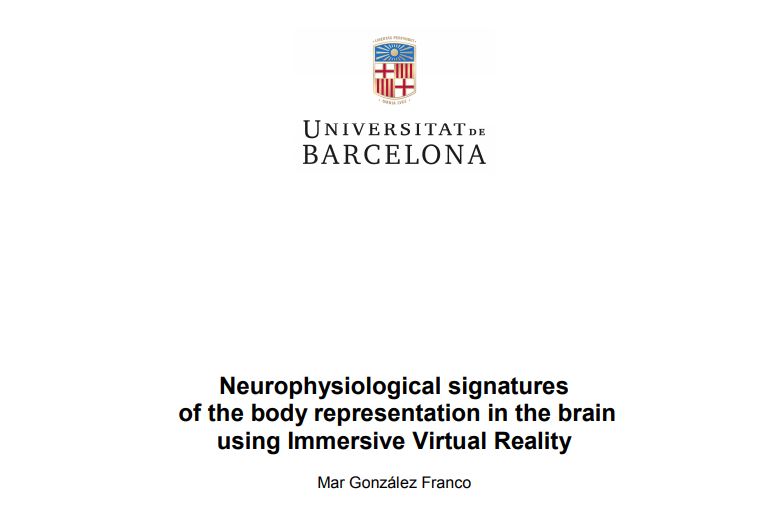 UNIVERSITAT DE
BARCELONA
Neurophysiological signatures
of the body representation in the brain
using Immersive Virtual Reality
Mar González Franco